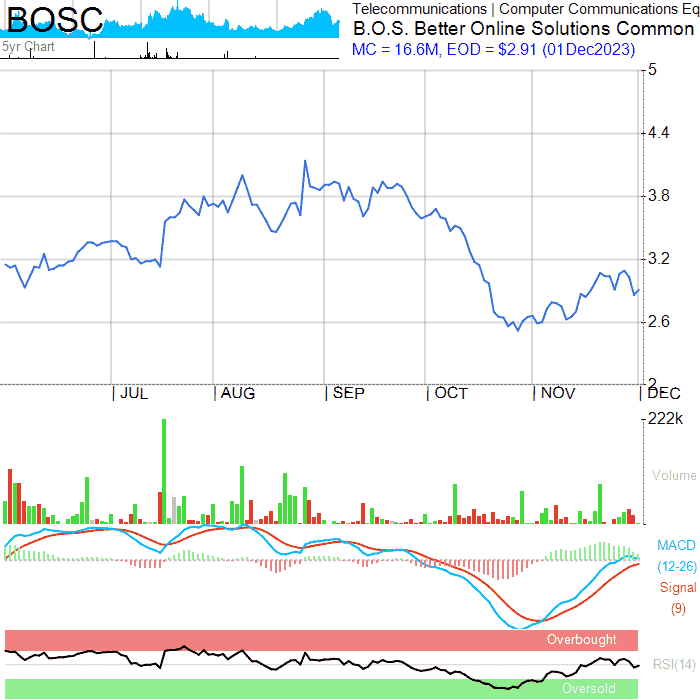 BOSC
Telecommunications | Computer Communications Eq
B.O.S. Better Online Solutions Common
5yr Chart
MC = 16.6M, EOD = $2.91 (01Dec2023)
5
4.4
3.8
3.2
2.6
2
JUL AUG SEP OCT NOV DEC
222k
Volume
MACD
(12-26)
Signal
(9)
Overbought
RSI(14)
Oversold